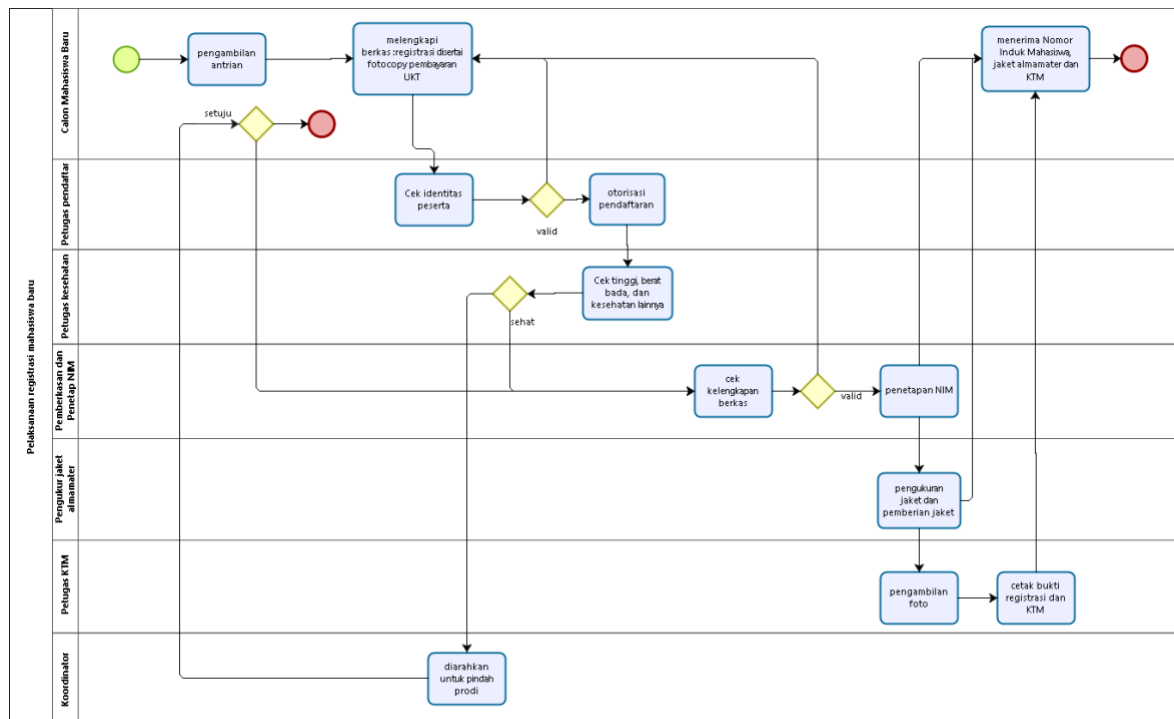 Pelaksanaan registrasi mahasiswa baru
Calon Mahasiswa Baru
pengambilan
antrian
melengkapi
berkas :registrasi disertai
fotocopy pembayaran
UKT
menerima Nomor
Induk Mahasiswa,
jaket almamater dan
KTM
setuju
Petugas pendaftar
Cek identitas
peserta
valid
otorisasi
pendaftaran
Petugas kesehatan
sehat
Cek tinggi, berat
bada, dan
kesehatan lainnya
Pemberkasan dan
Penetap NIM
cek
kelengkapan
berkas
valid
penetapan NIM
Pengukur jaket
almamater
pengukuran
jaket dan
pemberian jaket
Petugas KTM
pengambilan
foto
cetak bukti
registrasi dan
KTM
Koordinator
diarahkan
untuk pindah
prodi